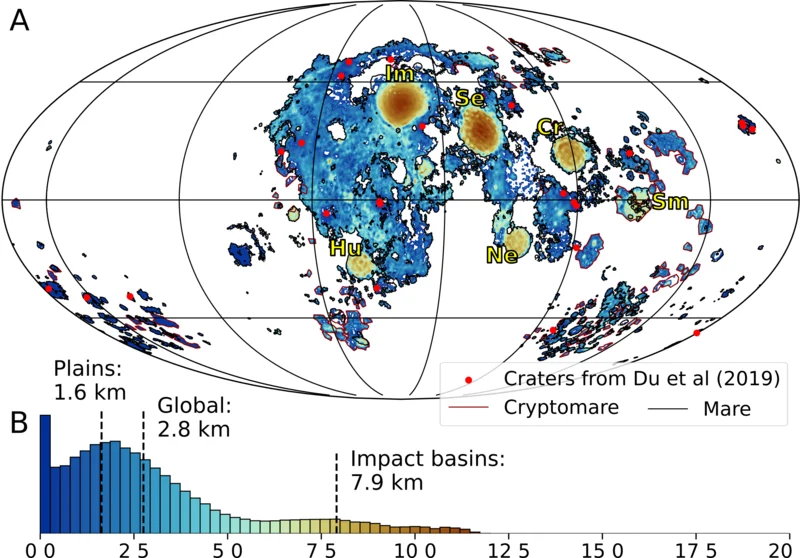 A
Im
Se
Cr
Sm
Hu
Ne
Craters from Du et al (2019)
Cryptomare
Mare
Plains:
1.6 km
Global:
2.8 km
B
Impact basins:
7.9 km
0 0 2 5 5 0 7 5 10 0 12 5 15 0 17 5 20